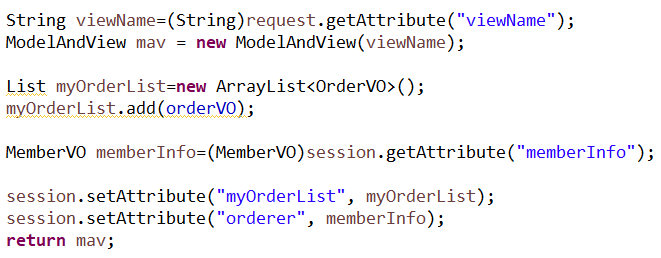 String viewName=(String)request.getAttribute("viewName");
ModelAndView mav = new ModelAndView(viewName);
List myOrderList=new ArrayList<OrderVO>();
myOrderList.add(orderVO);
MemberVO memberInfo=(MemberVO)session.getAttribute("memberInfo");
session.setAttribute("myOrderList", myOrderList);
session.setAttribute("orderer", memberInfo);
return mav;